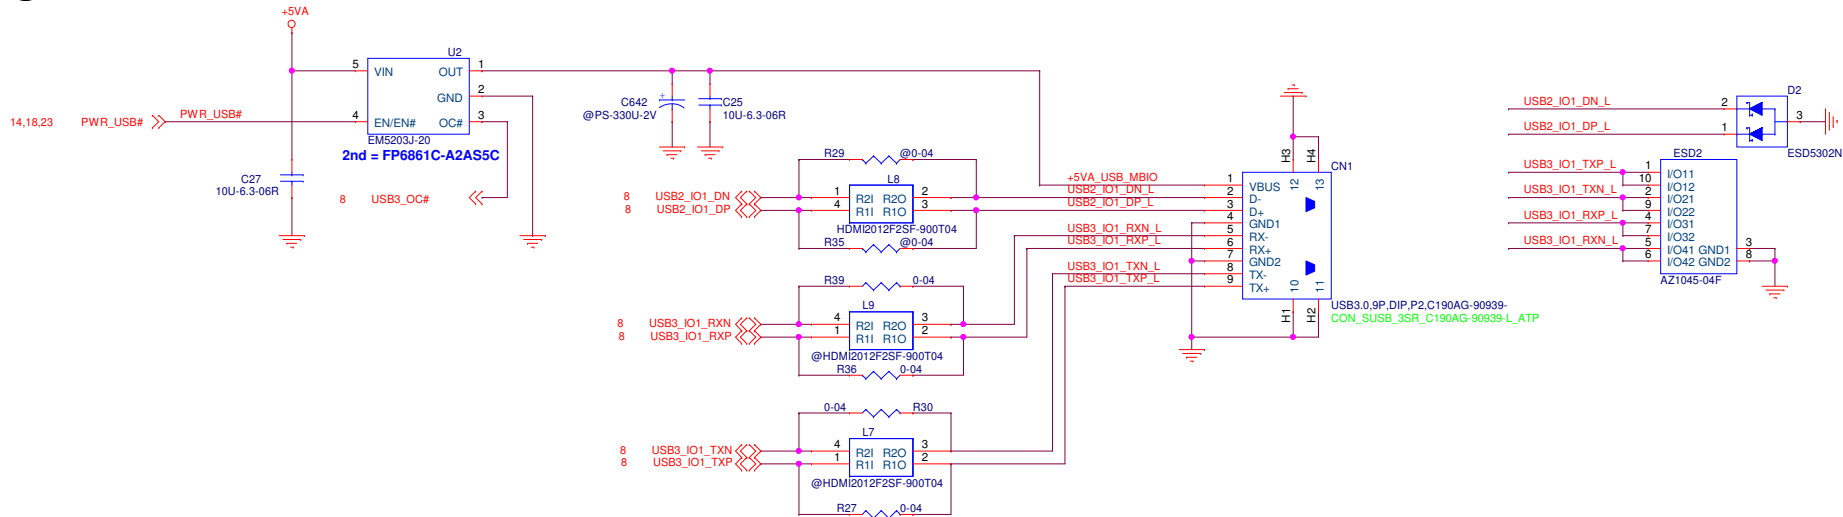 +5VA
U2
5 VIN OUT 1
GND 2
14,18,23 PWR_USB# PWR_USB# 4 EN/EN# OC# 3
EM5203J-20
2nd = FP6861C-A2AS5C
C27
10U-6.3-06R
8 USB3_OC#
C642
@PS-330U-2V
+
C25
10U-6.3-06R
R29 @0-04
L8
8 USB2_IO1_DN 1 R2I R2O 2
8 USB2_IO1_DP 4 R1I R1O 3
HDMI2012F2SF-900T04
R35 @0-04
R39 0-04
L9
8 USB3_IO1_RXN 4 R2I R2O 3
8 USB3_IO1_RXP 1 R1I R1O 2
@HDMI2012F2SF-900T04
R36 0-04
0-04 R30
L7
8 USB3_IO1_TXN 4 R2I R2O 3
8 USB3_IO1_TXP 1 R1I R1O 2
@HDMI2012F2SF-900T04
R27 0-04
H3 H4
CN1
12 13
+5VA_USB_MBIO 1 VBUS
USB2_IO1_DN_L 2 D-
USB2_IO1_DP_L 3 D+
4 GND1
USB3_IO1_RXN_L 5 RX-
USB3_IO1_RXP_L 6 RX+
7 GND2
USB3_IO1_TXN_L 8 TX-
USB3_IO1_TXP_L 9 TX+
10 11
H1 H2
USB3.0,9P,DIP,P2,C190AG-90939-
CON_SUSB_3SR_C190AG-90939-L_ATP
D2
USB2_IO1_DN_L 2
USB2_IO1_DP_L 1
3
ESD5302N
ESD2
USB3_IO1_TXP_L 1 I/O11
10 I/O12
USB3_IO1_TXN_L 2 I/O21
9 I/O22
USB3_IO1_RXP_L 4 I/O31
7 I/O32
USB3_IO1_RXN_L 5 I/O41 GND1 3
6 I/O42 GND2 8
AZ1045-04F